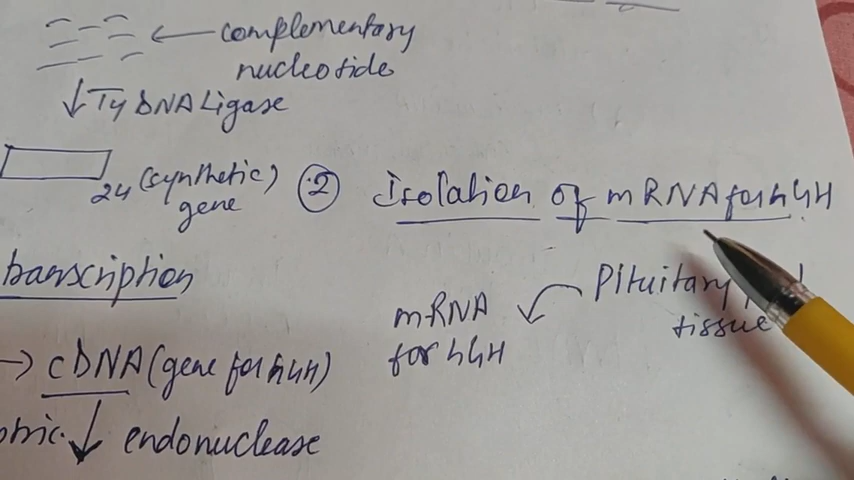 complementary
nucleotide
T4 DNA Ligase
24 (synthetic)
gene
② Isolation of mRNA for hGH
transcription
Pituitary
tissue
mRNA
for hGH
cDNA (gene for hGH)
endonuclease